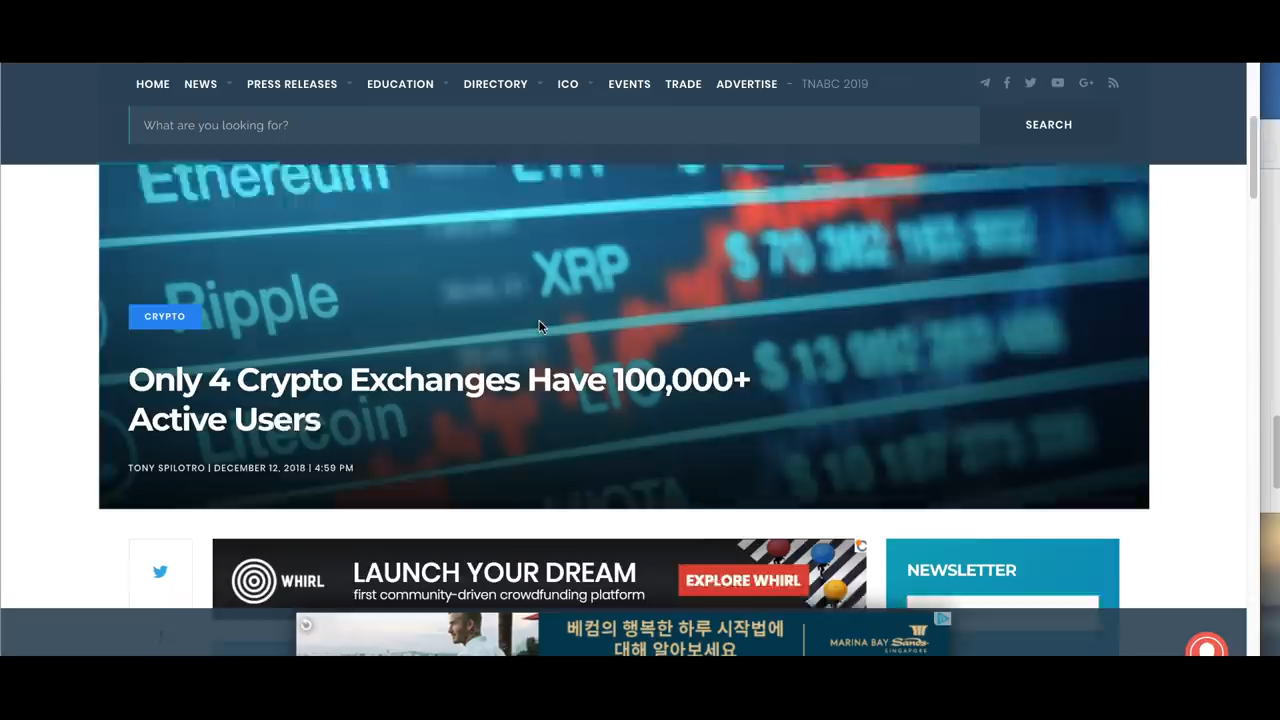 HOME NEWS PRESS RELEASES EDUCATION DIRECTORY ICO EVENTS TRADE ADVERTISE – TNABC 2019
What are you looking for? SEARCH
Ethereum ETH
Ripple XRP
Litecoin LTC
CRYPTO
Only 4 Crypto Exchanges Have 100,000+
Active Users
TONY SPILOTRO | DECEMBER 12, 2018 | 4:59 PM
WHIRL
LAUNCH YOUR DREAM
first community-driven crowdfunding platform
EXPLORE WHIRL
NEWSLETTER
베컴의 행복한 하루 시작법에
대해 알아보세요
MARINA BAY Sands
SINGAPORE